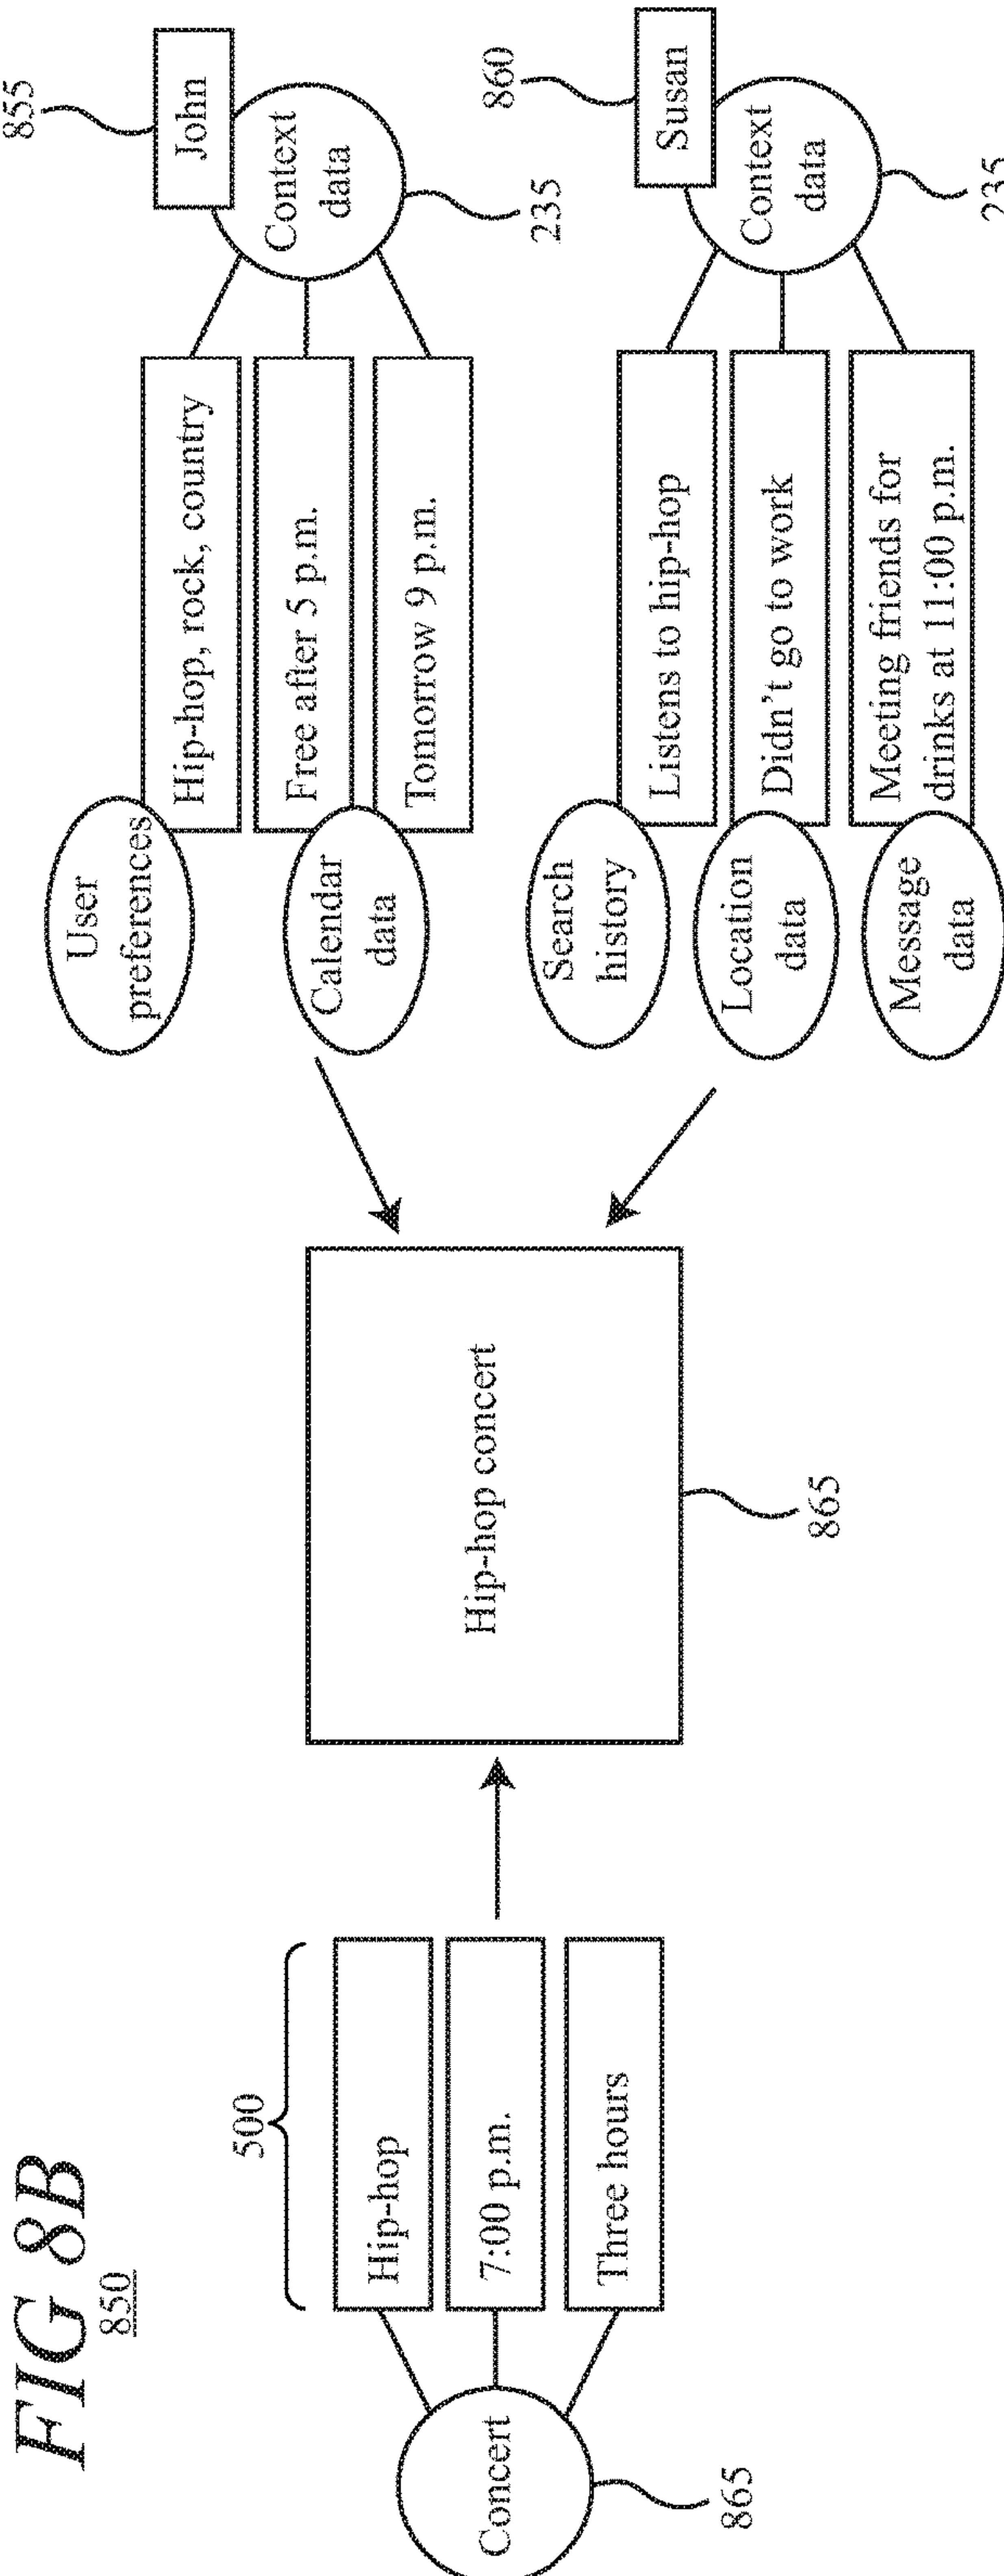 FIG 8B
850
500
Concert
865
Hip-hop
7:00 p.m.
Three hours
Hip-hop concert
865
User
preferences
Hip-hop, rock, country
Calendar
data
Free after 5 p.m.
Tomorrow 9 p.m.
855
John
Context
data
235
Search
history
Listens to hip-hop
Location
data
Didn't go to work
Message
data
Meeting friends for
drinks at 11:00 p.m.
860
Susan
Context
data
235